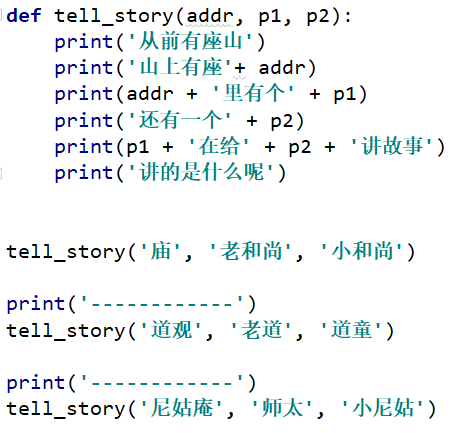 def tell_story(addr, p1, p2):
    print('从前有座山')
    print('山上有座'+ addr)
    print(addr + '里有个' + p1)
    print('还有一个' + p2)
    print(p1 + '在给' + p2 + '讲故事')
    print('讲的是什么呢')
tell_story('庙', '老和尚', '小和尚')
print('------------')
tell_story('道观', '老道', '道童')
print('------------')
tell_story('尼姑庵', '师太', '小尼姑')